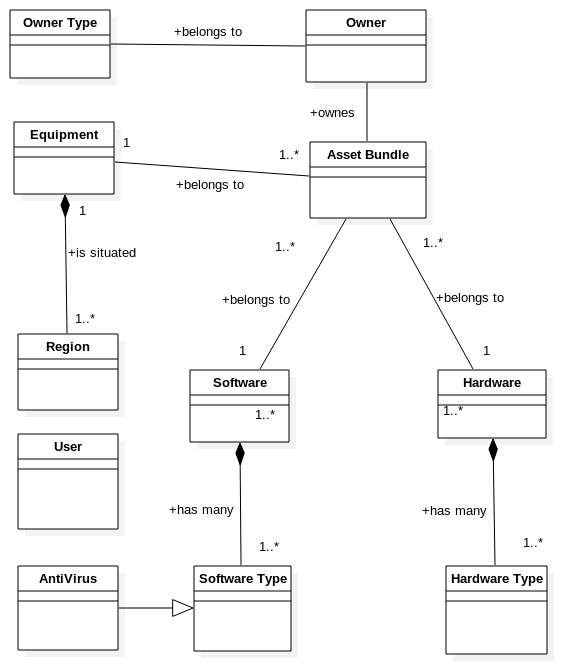 Owner Type
+belongs to
Owner
+ownes
Equipment
1
1..*
Asset Bundle
+belongs to
1
+is situated
1..*
1..*
1..*
+belongs to
+belongs to
1
1
Region
Software
1..*
Hardware
1..*
User
+has many
+has many
1..*
1..*
AntiVirus
Software Type
Hardware Type